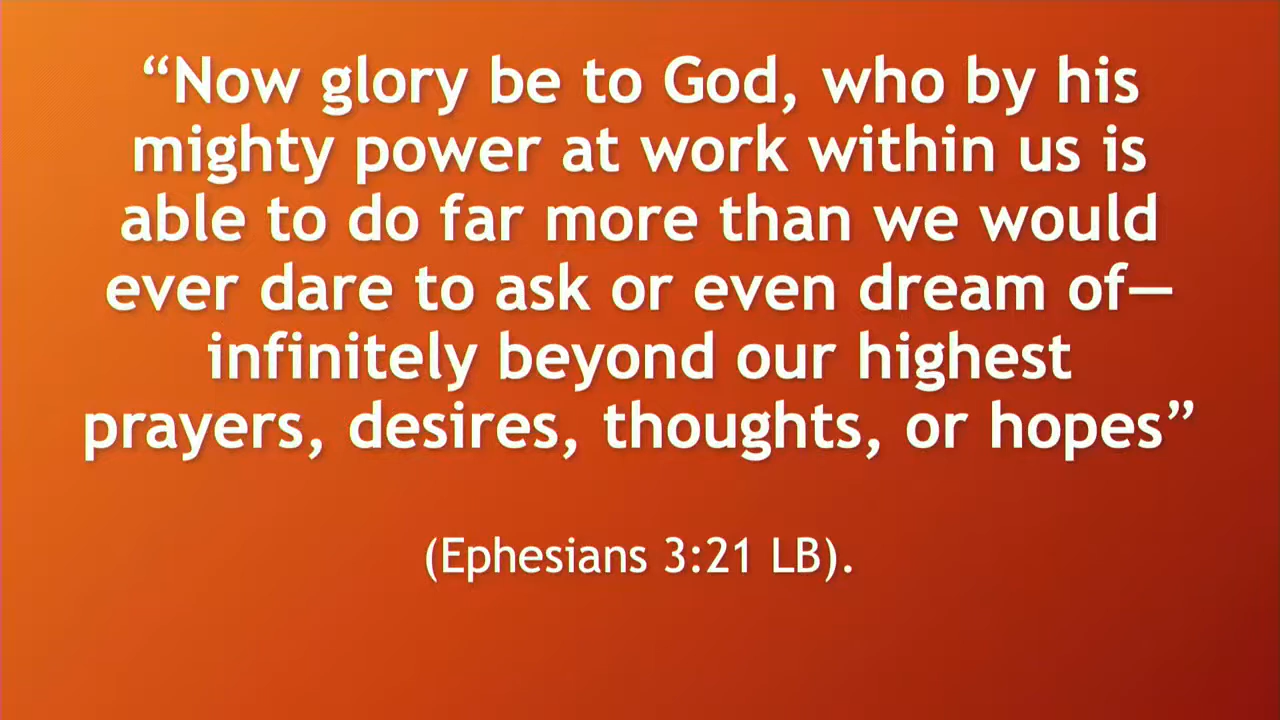 “Now glory be to God, who by his
mighty power at work within us is
able to do far more than we would
ever dare to ask or even dream of—
infinitely beyond our highest
prayers, desires, thoughts, or hopes”
(Ephesians 3:21 LB).